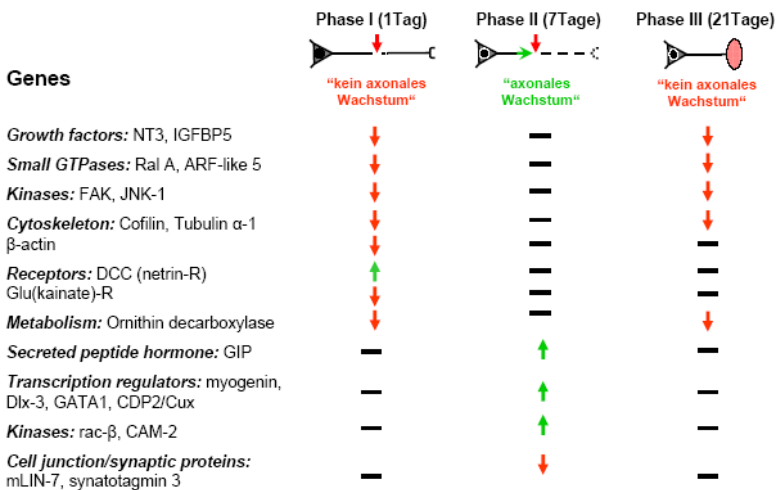 Phase I (1Tag) Phase II (7Tage) Phase III (21Tage)
Genes
“kein axonales
Wachstum“
“axonales
Wachstum“
“kein axonales
Wachstum“
Growth factors: NT3, IGFBP5
Small GTPases: Ral A, ARF-like 5
Kinases: FAK, JNK-1
Cytoskeleton: Cofilin, Tubulin α-1
β-actin
Receptors: DCC (netrin-R)
Glu(kainate)-R
Metabolism: Ornithin decarboxylase
Secreted peptide hormone: GIP
Transcription regulators: myogenin,
Dlx-3, GATA1, CDP2/Cux
Kinases: rac-β, CAM-2
Cell junction/synaptic proteins:
mLIN-7, synatotagmin 3